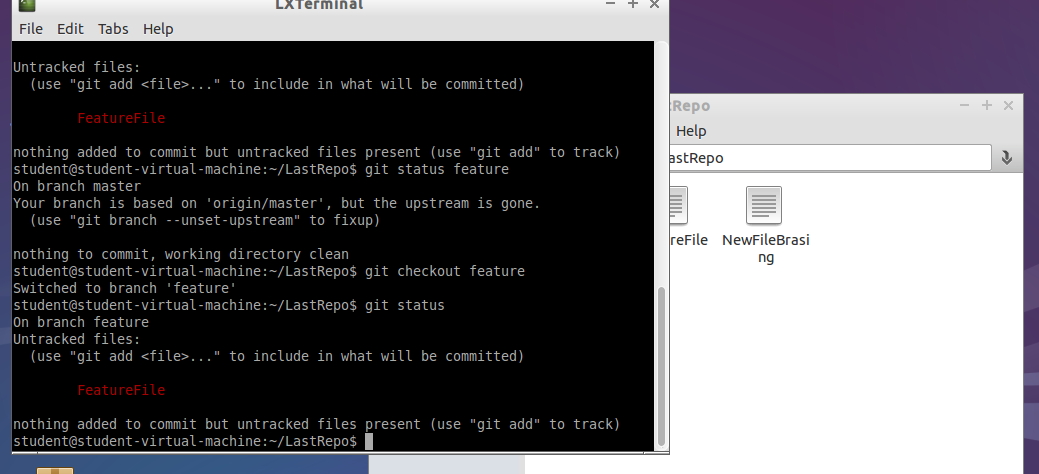 LXTerminal
File Edit Tabs Help
Untracked files:
(use "git add <file>..." to include in what will be committed)
FeatureFile
nothing added to commit but untracked files present (use "git add" to track)
student@student-virtual-machine:~/LastRepo$ git status feature
On branch master
Your branch is based on 'origin/master', but the upstream is gone.
(use "git branch --unset-upstream" to fixup)
nothing to commit, working directory clean
student@student-virtual-machine:~/LastRepo$ git checkout feature
Switched to branch 'feature'
student@student-virtual-machine:~/LastRepo$ git status
On branch feature
Untracked files:
(use "git add <file>..." to include in what will be committed)
FeatureFile
nothing added to commit but untracked files present (use "git add" to track)
student@student-virtual-machine:~/LastRepo$
tRepo
Help
astRepo
reFile
NewFileBrasi
ng